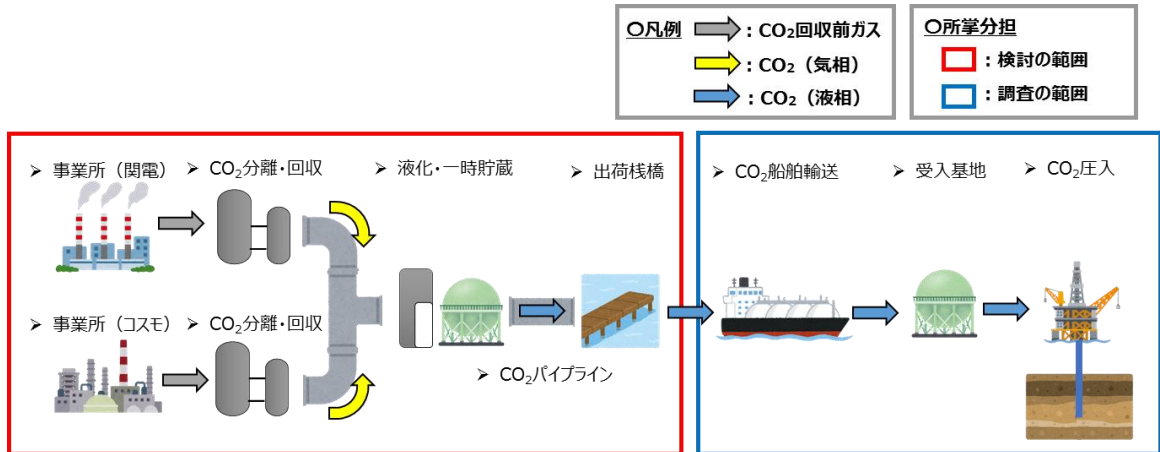 〇凡例
：CO₂回収前ガス
：CO₂（気相）
：CO₂（液相）
〇所掌分担
：検討の範囲
：調査の範囲
➢ 事業所（関電）
➢ CO₂分離・回収
➢ 液化・一時貯蔵
➢ 出荷桟橋
➢ CO₂船舶輸送
➢ 受入基地
➢ CO₂圧入
➢ 事業所（コスモ）
➢ CO₂分離・回収
➢ CO₂パイプライン